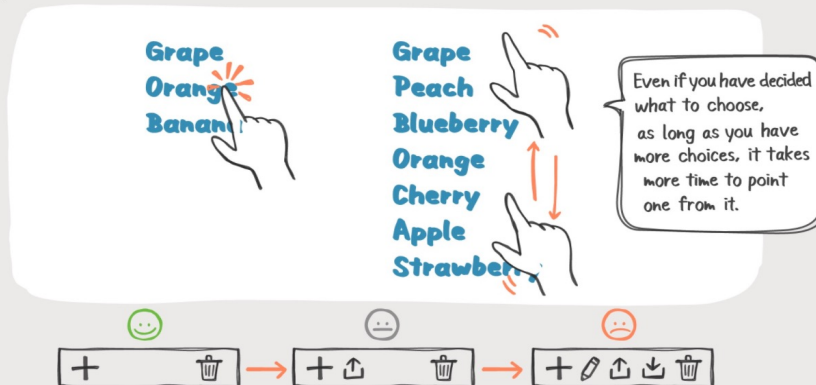 Grape
Orange
Banana
Grape
Peach
Blueberry
Orange
Cherry
Apple
Strawberry
Even if you have decided
what to choose,
as long as you have
more choices, it takes
more time to point
one from it.